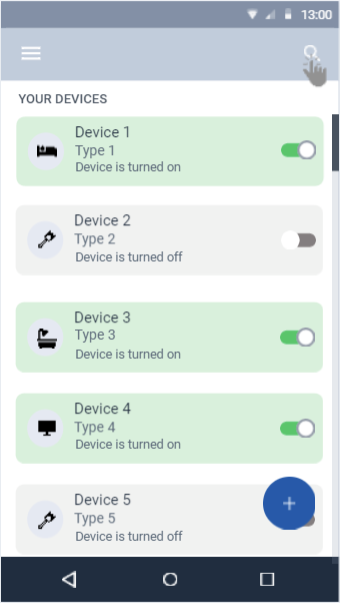 13:00
YOUR DEVICES
Device 1
Type 1
Device is turned on
Device 2
Type 2
Device is turned off
Device 3
Type 3
Device is turned on
Device 4
Type 4
Device is turned on
Device 5
Type 5
Device is turned off
+